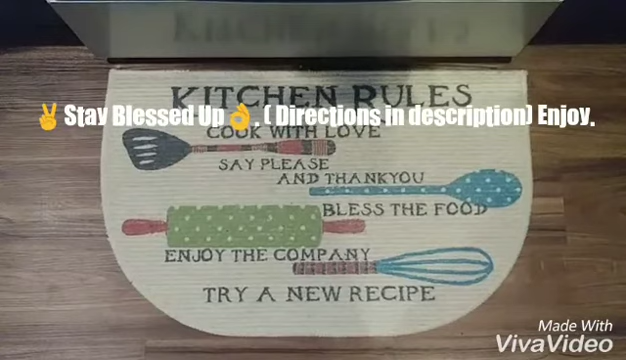 KITCHEN RULES
✌ Stay Blessed Up👌. ( Directions in description) Enjoy.
COOK WITH LOVE
SAY PLEASE
AND THANKYOU
BLESS THE FOOD
ENJOY THE COMPANY
TRY A NEW RECIPE
Made With
VivaVideo